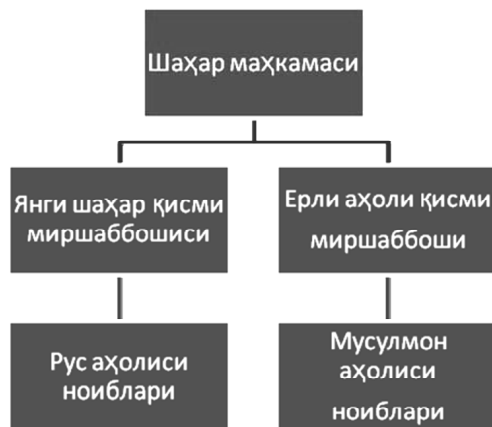 Шаҳар маҳкамаси
Янги шаҳар қисми
миршаббошиси
Ерли аҳоли қисми
миршаббоши
Рус аҳолиси
ноиблари
Мусулмон
аҳолиси
ноиблари